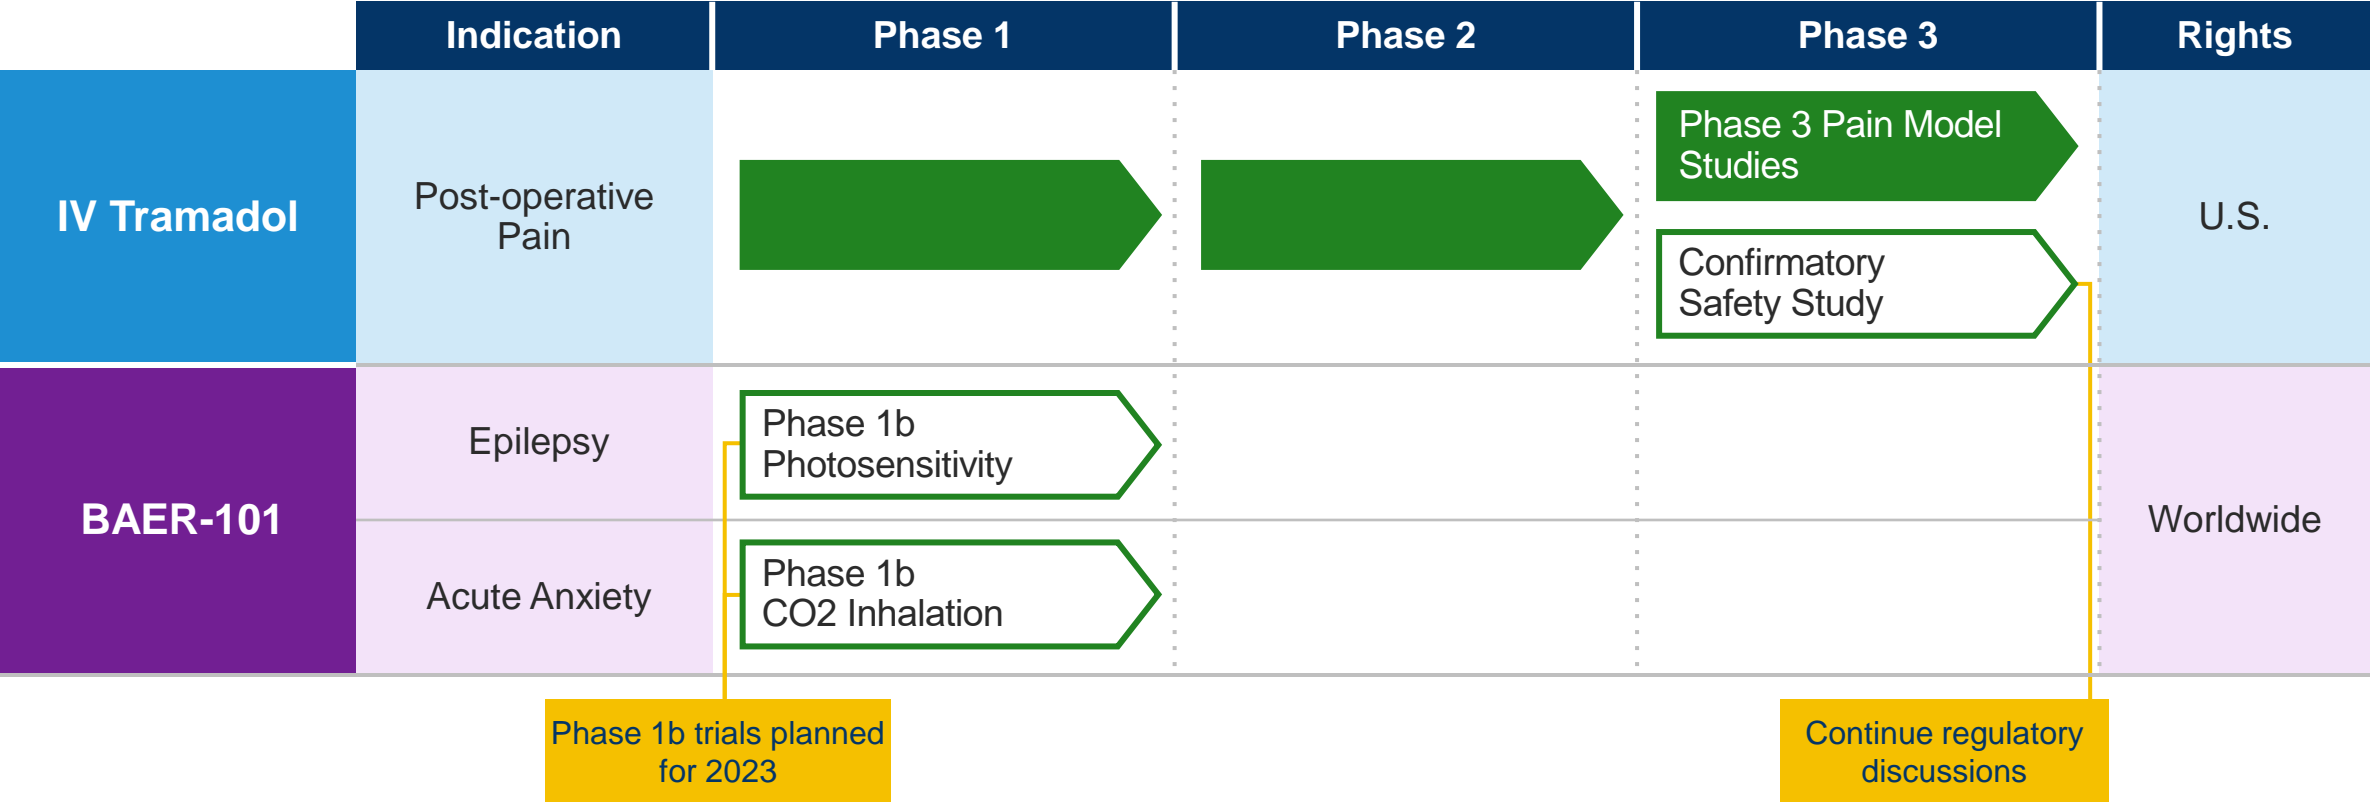 Indication
Phase 1
Phase 2
Phase 3
Rights
IV Tramadol
Post-operative
Pain
Phase 3 Pain Model
Studies
Confirmatory
Safety Study
U.S.
BAER-101
Epilepsy
Phase 1b
Photosensitivity
Acute Anxiety
Phase 1b
CO2 Inhalation
Worldwide
Phase 1b trials planned
for 2023
Continue regulatory
discussions